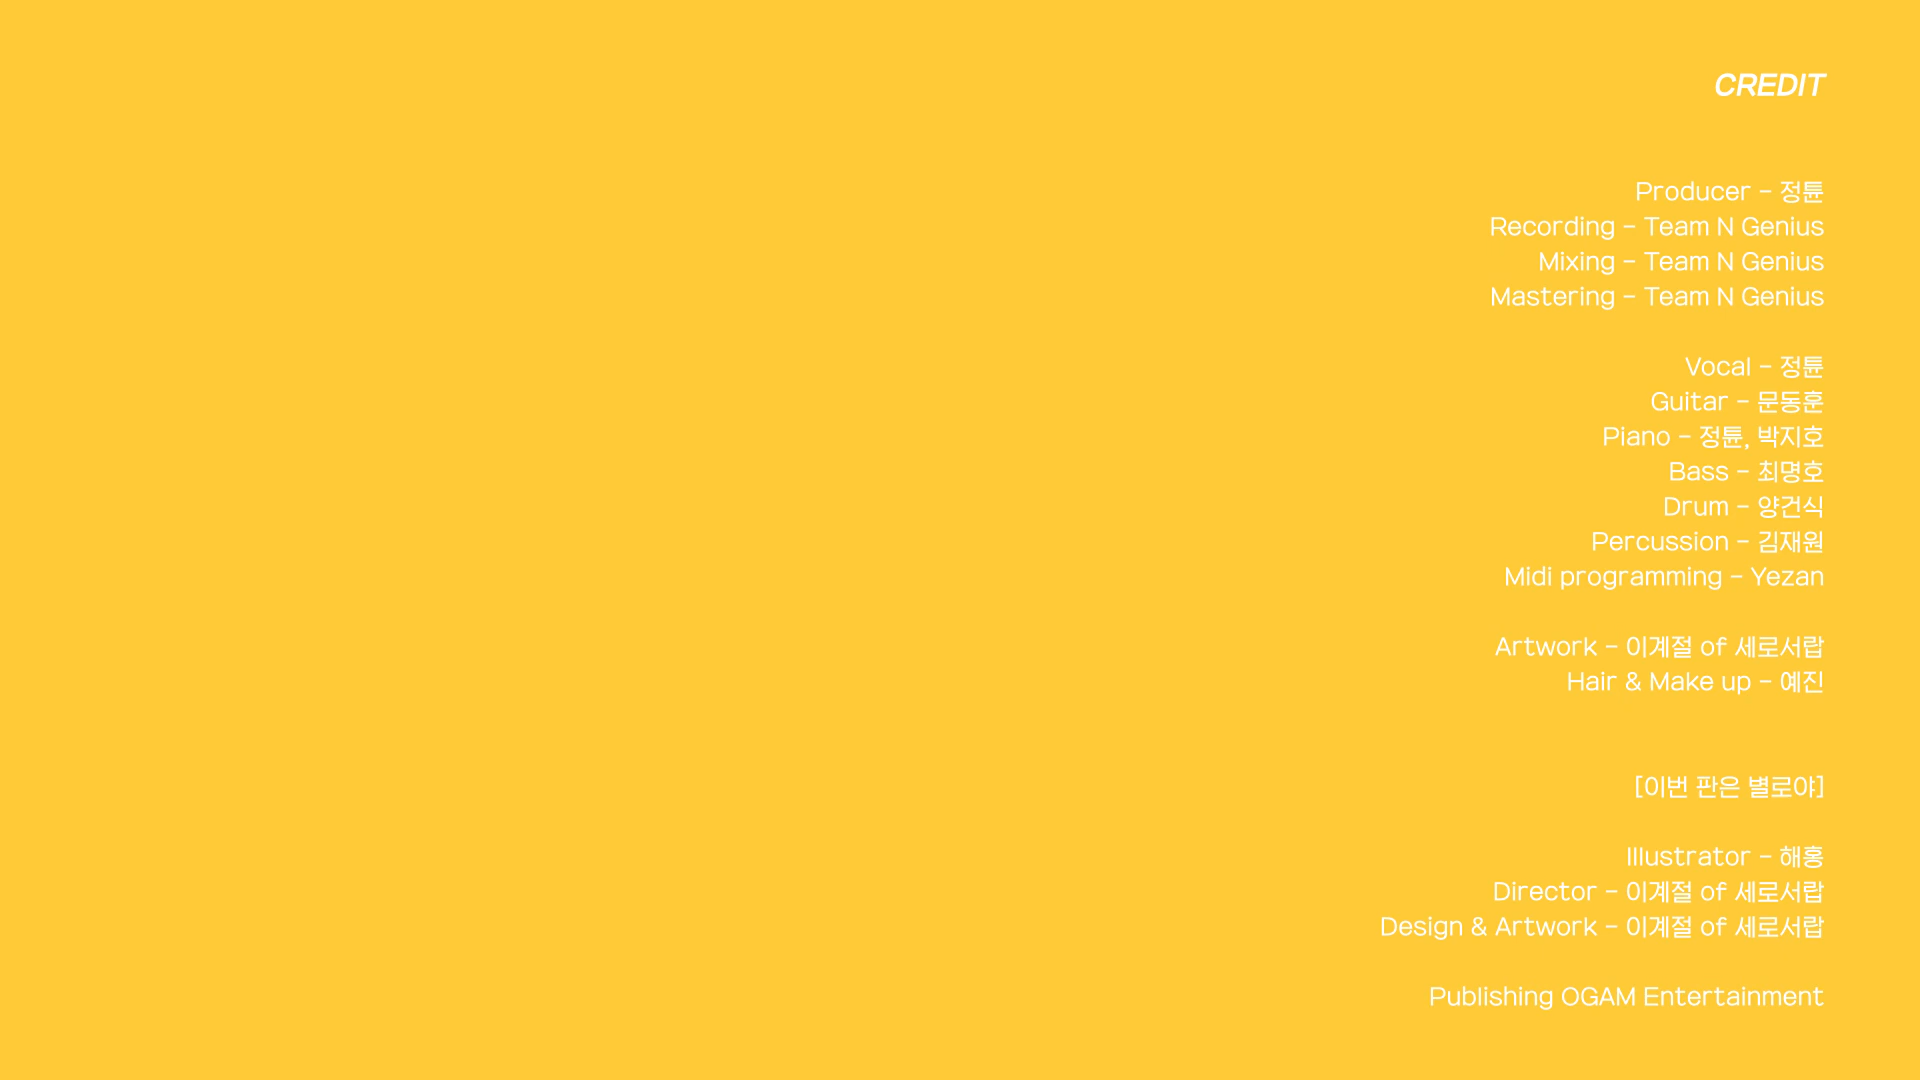 CREDIT
Producer - 정튠
Recording - Team N Genius
Mixing - Team N Genius
Mastering - Team N Genius
Vocal - 정튠
Guitar - 문동훈
Piano - 정튠, 박지호
Bass - 최명호
Drum - 양건식
Percussion - 김재원
Midi programming - Yezan
Artwork - 이계절 of 세로서랍
Hair & Make up - 예진
[이번 판은 별로야]
Illustrator - 해홍
Director - 이계절 of 세로서랍
Design & Artwork - 이계절 of 세로서랍
Publishing OGAM Entertainment